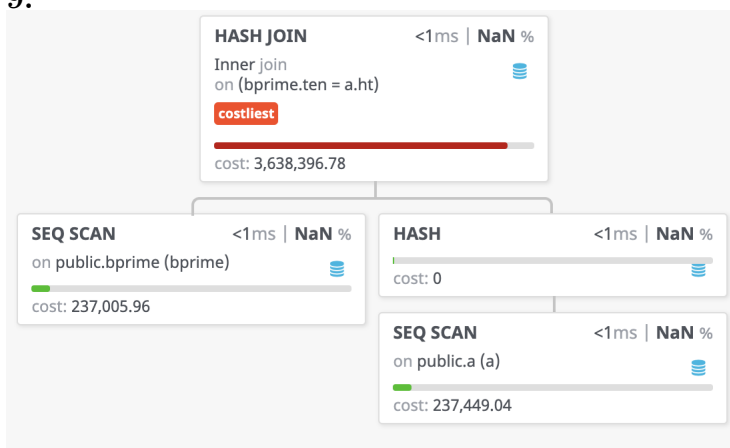 9.
HASH JOIN <1ms | NaN %
Inner join
on (bprime.ten = a.ht)
costliest
cost: 3,638,396.78
SEQ SCAN <1ms | NaN %
on public.bprime (bprime)
cost: 237,005.96
HASH <1ms | NaN %
cost: 0
SEQ SCAN <1ms | NaN %
on public.a (a)
cost: 237,449.04